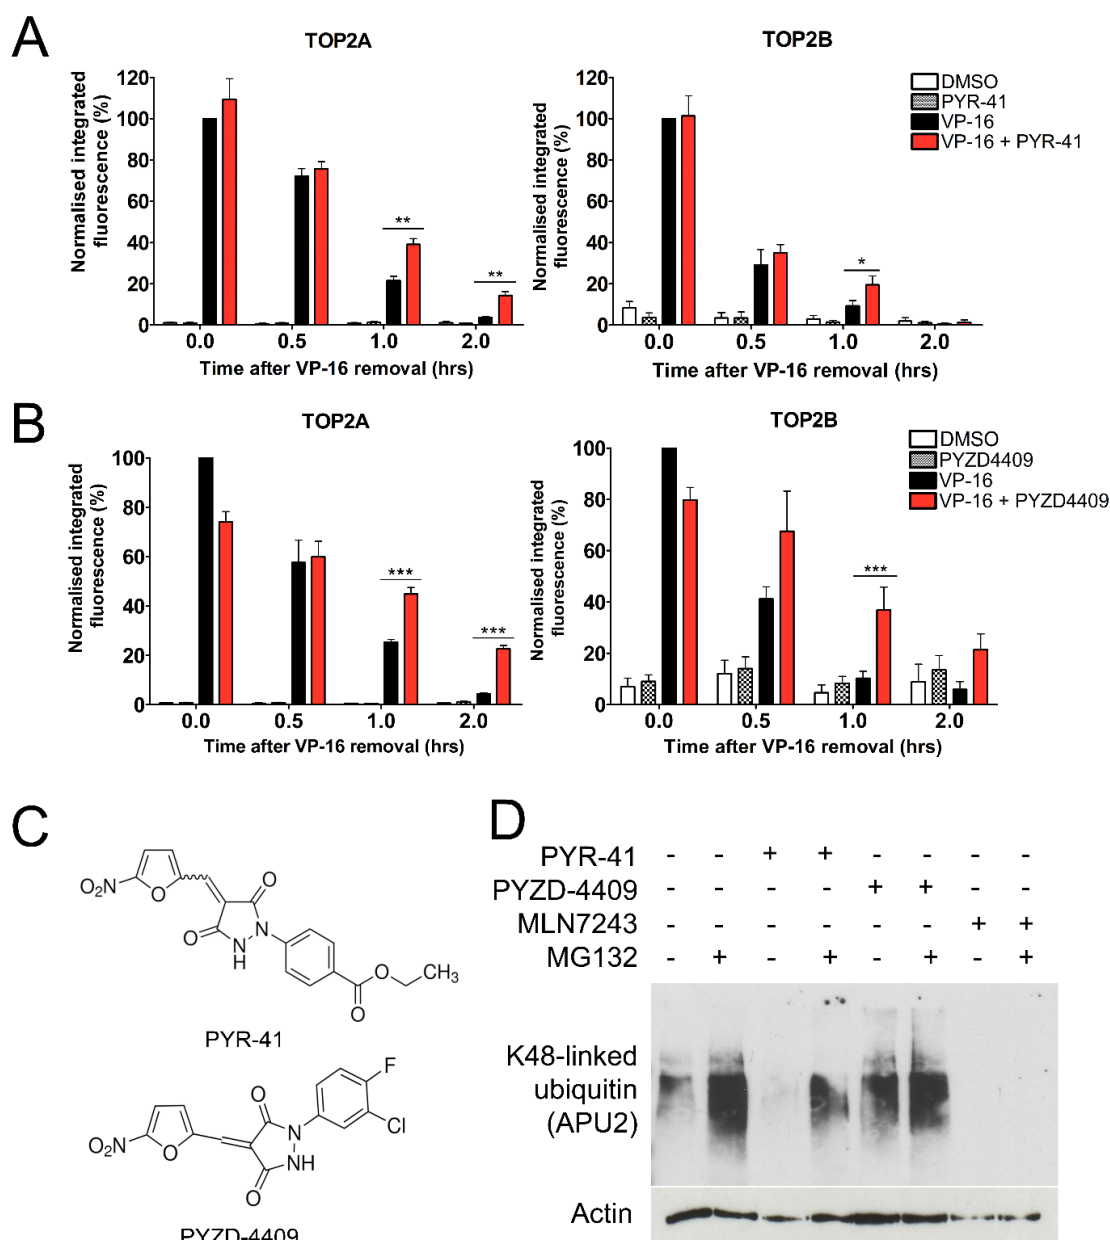 A
TOP2A
TOP2B
Normalised integrated
fluorescence (%)
120
100
80
60
40
20
0
**
**
0.0 0.5 1.0 2.0
Time after VP-16 removal (hrs)
Normalised integrated
fluorescence (%)
120
100
80
60
40
20
0
*
0.0 0.5 1.0 2.0
Time after VP-16 removal (hrs)
DMSO
PYR-41
VP-16
VP-16 + PYR-41
B
TOP2A
TOP2B
Normalised integrated
fluorescence (%)
100
80
60
40
20
0
***
***
0.0 0.5 1.0 2.0
Time after VP-16 removal (hrs)
Normalised integrated
fluorescence (%)
100
80
60
40
20
0
***
0.0 0.5 1.0 2.0
Time after VP-16 removal (hrs)
DMSO
PYZD4409
VP-16
VP-16 + PYZD4409
C
O₂N
O
O
O
N
N
H
O
O
CH₃
PYR-41
O₂N
O
O
O
N
NH
F
Cl
PYZD-4409
D
PYR-41 - - + + - - - -
PYZD-4409 - - - - + + - -
MLN7243 - - - - - - + +
MG132 - + - + - + - +
K48-linked
ubiquitin
(APU2)
Actin